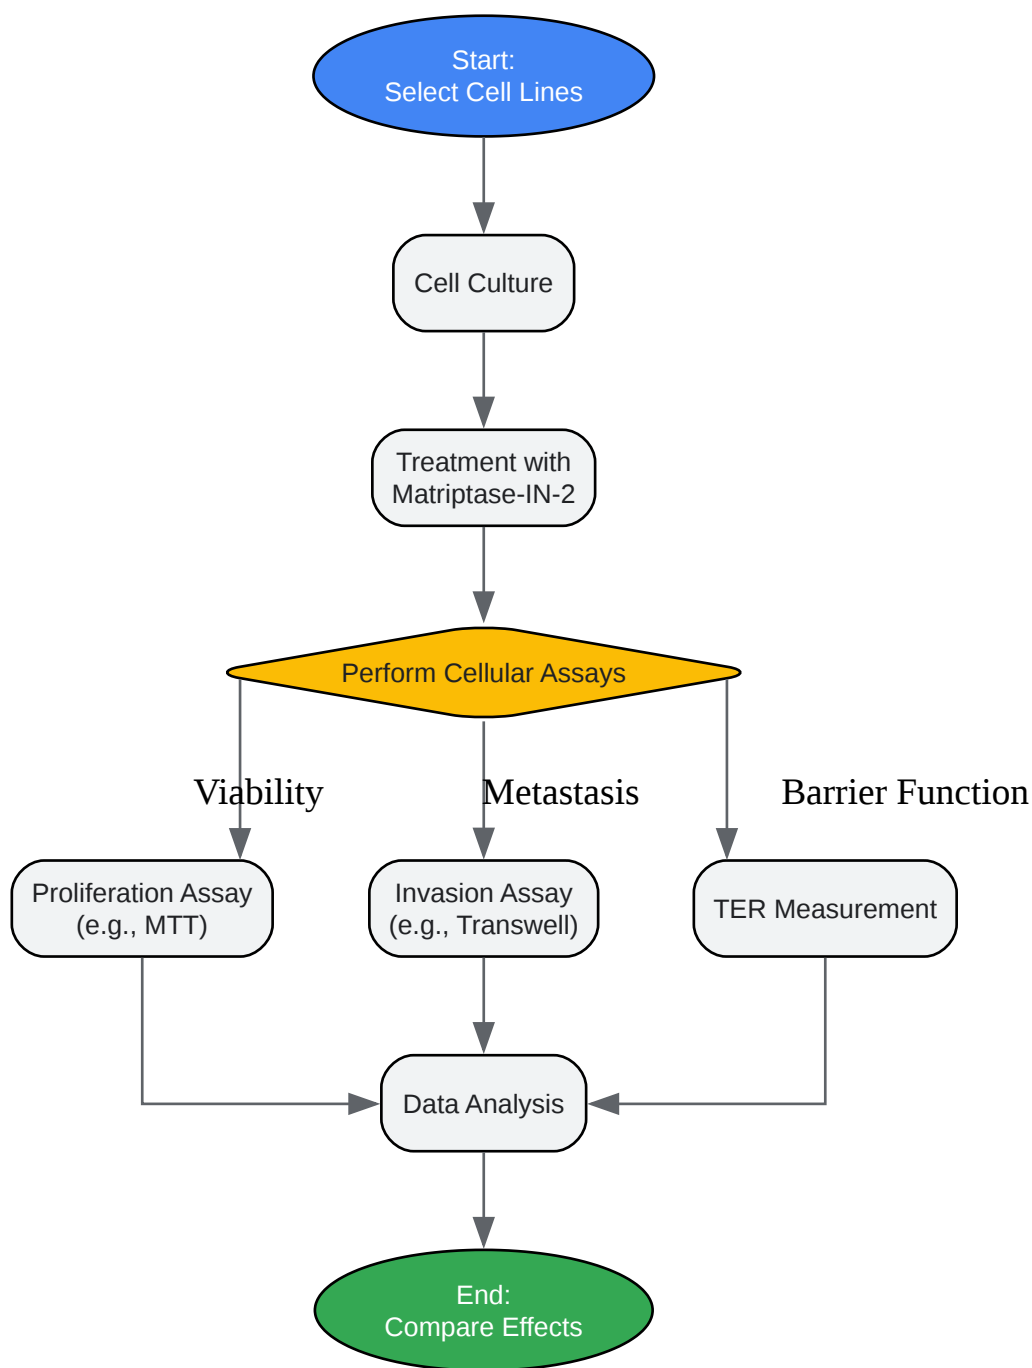 Start:
Select Cell Lines
Cell Culture
Treatment with
Matriptase-IN-2
Perform Cellular Assays
Viability
Metastasis
Barrier Function
Proliferation Assay
(e.g., MTT)
Invasion Assay
(e.g., Transwell)
TER Measurement
Data Analysis
End:
Compare Effects